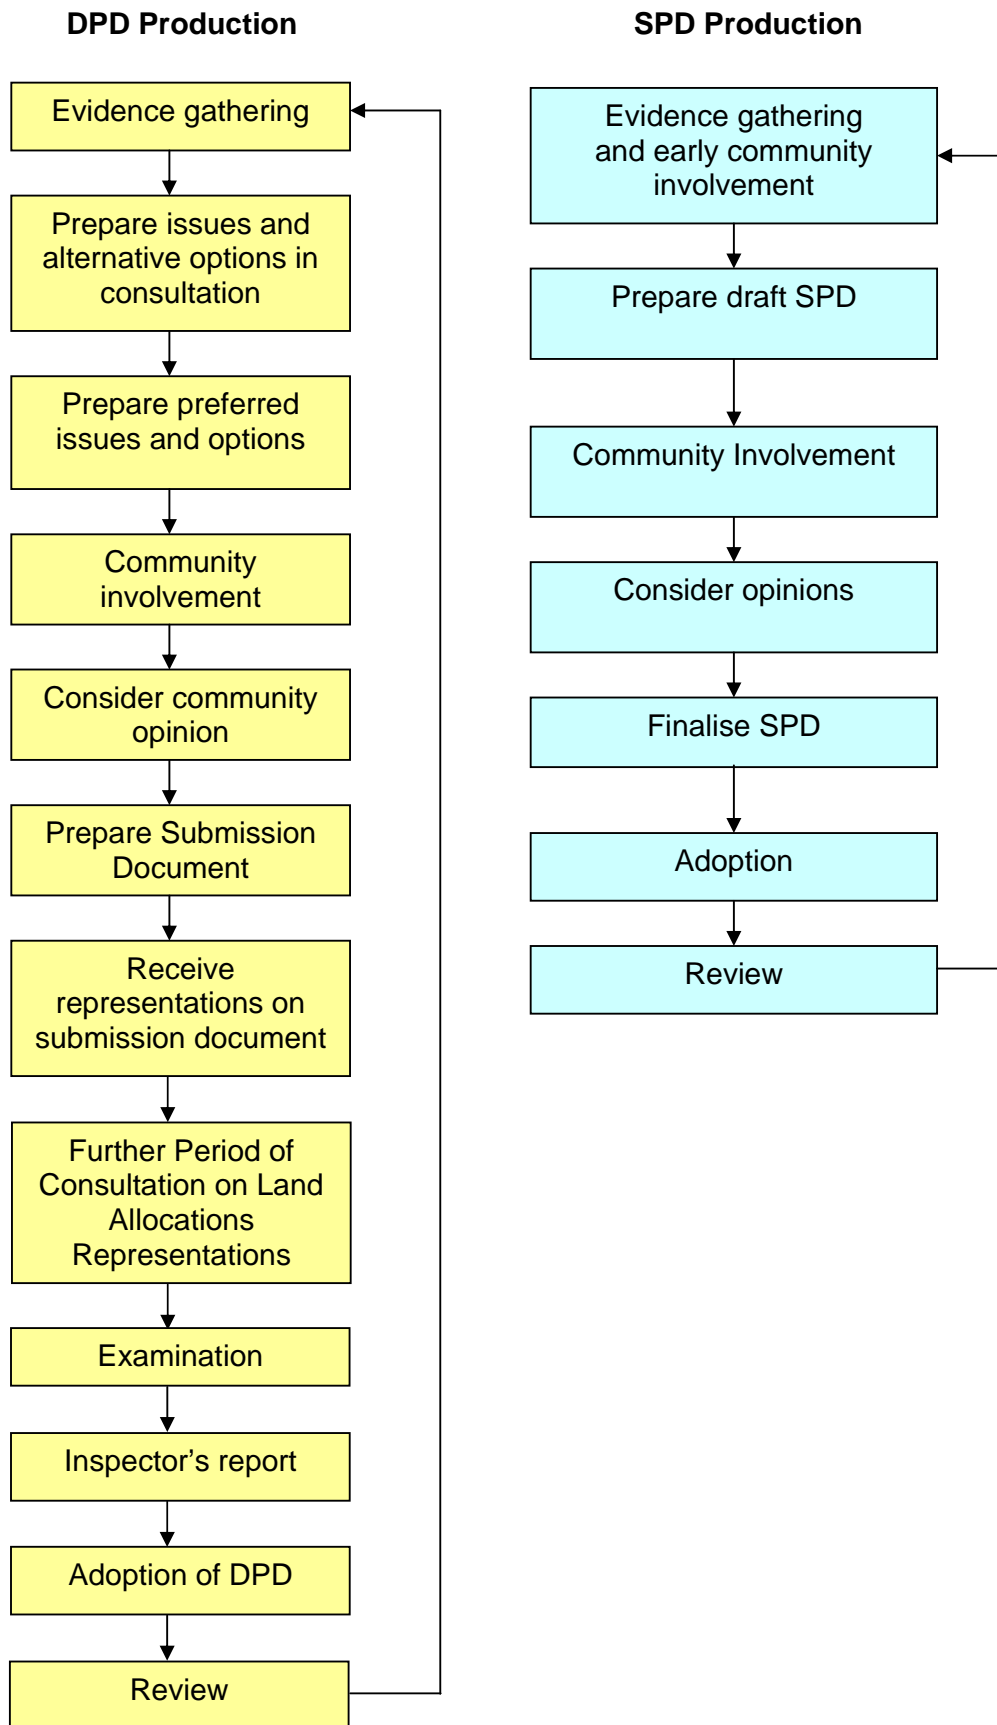 DPD Production
Evidence gathering
Prepare issues and
alternative options in
consultation
Prepare preferred
issues and options
Community
involvement
Consider community
opinion
Prepare Submission
Document
Receive
representations on
submission document
Further Period of
Consultation on Land
Allocations
Representations
Examination
Inspector’s report
Adoption of DPD
Review
SPD Production
Evidence gathering
and early community
involvement
Prepare draft SPD
Community Involvement
Consider opinions
Finalise SPD
Adoption
Review